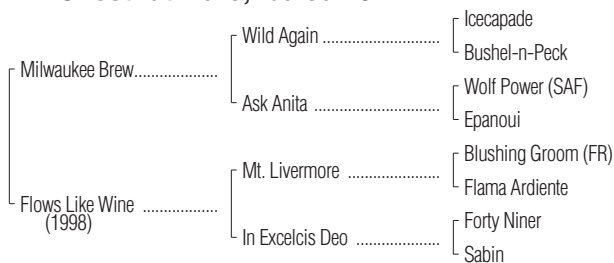 Icecapade
Wild Again ........................
Bushel-n-Peck
Milwaukee Brew...................
Wolf Power (SAF)
Ask Anita .........................
Epanoui
Blushing Groom (FR)
Mt. Livermore ....................
Flama Ardiente
Flows Like Wine .................
(1998)
Forty Niner
In Excelcis Deo .................
Sabin